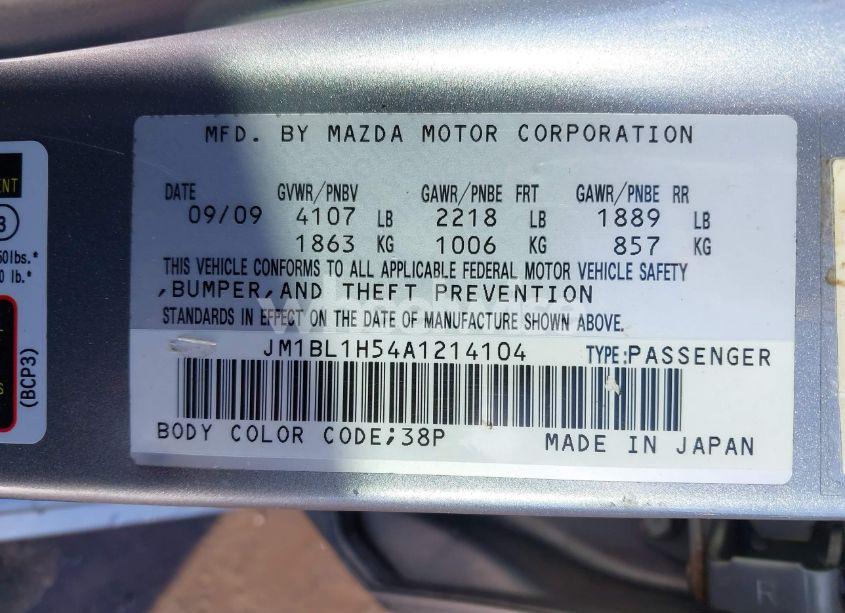 MFD. BY MAZDA MOTOR CORPORATION
DATE GVWR/PNBV GAWR/PNBE FRT GAWR/PNBE RR
09/09 4107 LB 2218 LB 1889 LB
1863 KG 1006 KG 857 KG
THIS VEHICLE CONFORMS TO ALL APPLICABLE FEDERAL MOTOR VEHICLE SAFETY
,BUMPER,AND THEFT PREVENTION
STANDARDS IN EFFECT ON THE DATE OF MANUFACTURE SHOWN ABOVE.
JM1BL1H54A1214104 TYPE:PASSENGER
BODY COLOR CODE;38P MADE IN JAPAN
3
lb.*
(BCP3)
R